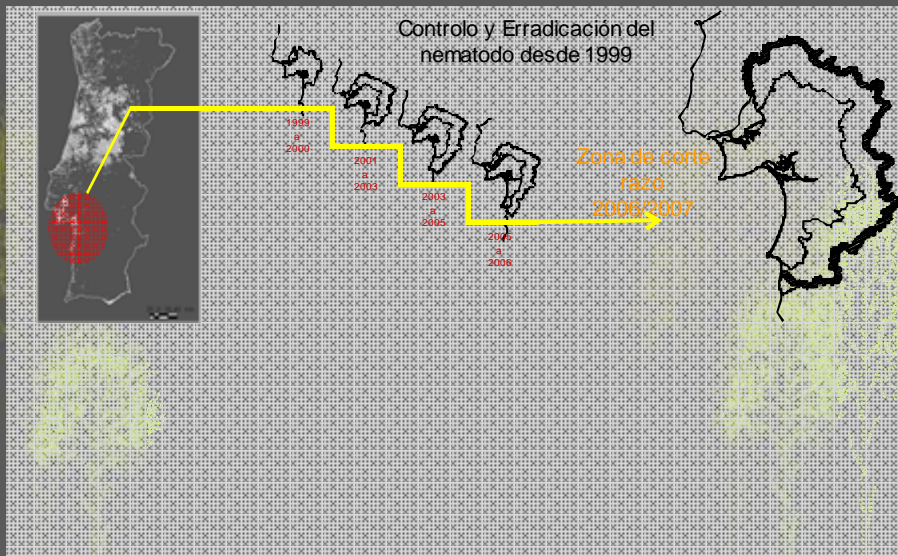 Controlo y Erradicación del
nematodo desde 1999
1999
a
2000
2001
a
2003
2003
a
2005
2005
a
2006
Zona de corte
razo
2006/2007